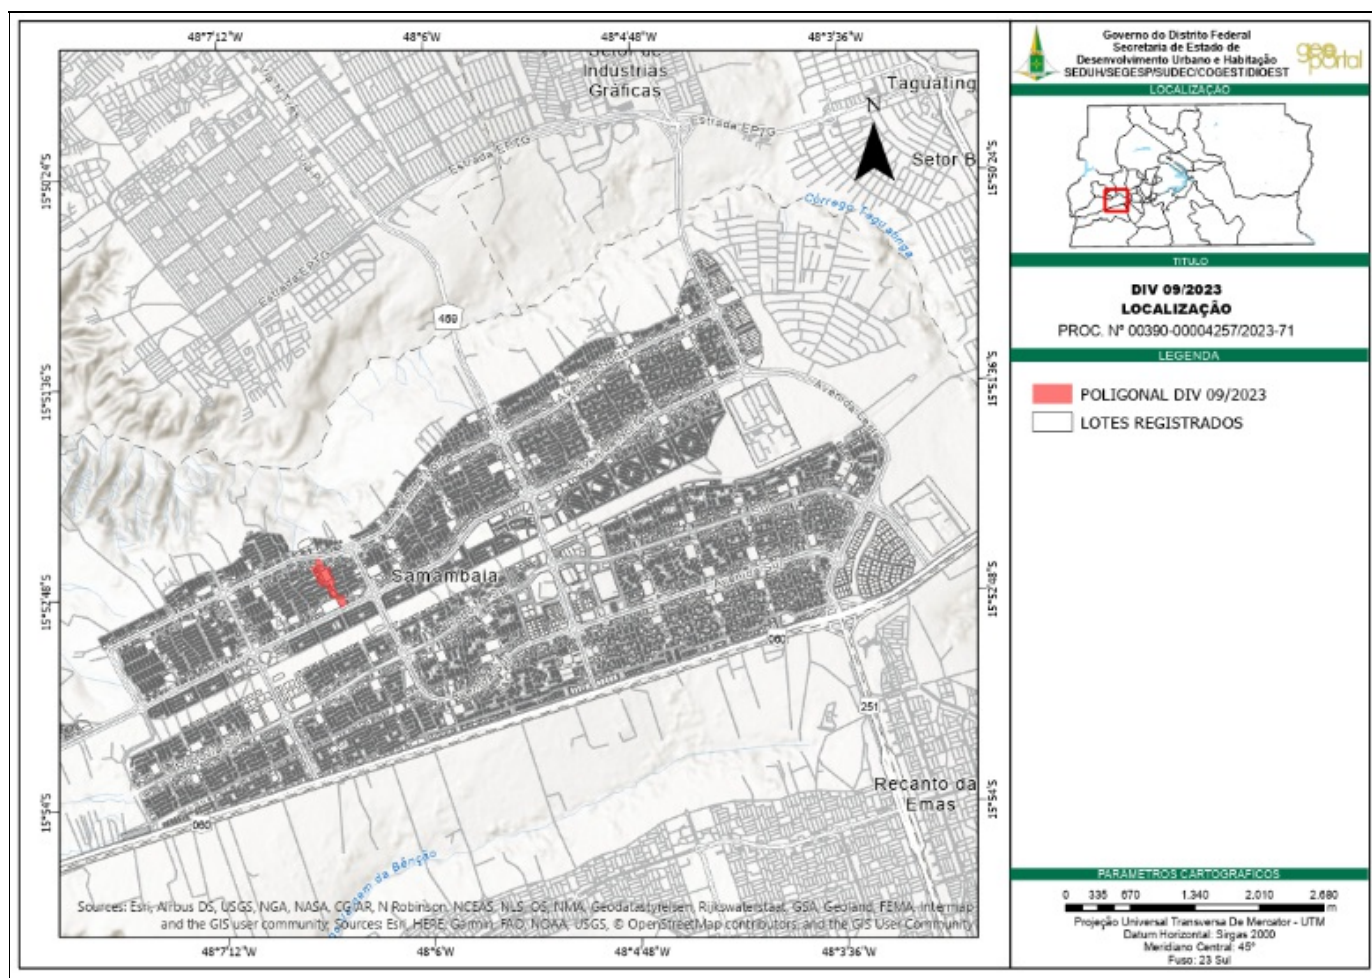 48°7'12"W
48°6'W
48°4'48"W
48°3'36"W
Setor de
Indústrias
Gráficas
Taguating
Estrada EPTG
Estrada EPTG
N
Setor B
15°50'24"S
15°50'24"S
Córrego Taguatinga
Estrada EPTG
469
15°51'36"S
15°51'36"S
Samambaia
15°52'48"S
15°52'48"S
060
251
Recanto da
Emas
15°54'S
15°54'S
060
Sources: Esri, Airbus DS, USGS, NGA, NASA, CGIAR, N Robinson, NCEAS, NLS, OS, NMA, Geodatastyrelsen, Rijkswaterstaat, GSA, Geoland, FEMA, Intermap
and the GIS user community, Sources: Esri, HERE, Garmin, FAO, NOAA, USGS, © OpenStreetMap contributors, and the GIS User Community
48°7'12"W
48°6'W
48°4'48"W
48°3'36"W
Governo do Distrito Federal
Secretaria de Estado de
Desenvolvimento Urbano e Habitação
SEDUH/SEGESP/SUDEC/COGEST/DIOEST
geoportal
LOCALIZAÇÃO
TITULO
DIV 09/2023
LOCALIZAÇÃO
PROC. Nº 00390-00004257/2023-71
LEGENDA
POLIGONAL DIV 09/2023
LOTES REGISTRADOS
PARAMETROS CARTOGRAFICOS
0 335 670 1.340 2.010 2.680
m
Projeção Universal Transversa De Mercator - UTM
Datum Horizontal: Sirgas 2000
Meridiano Central: 45°
Fuso: 23 Sul